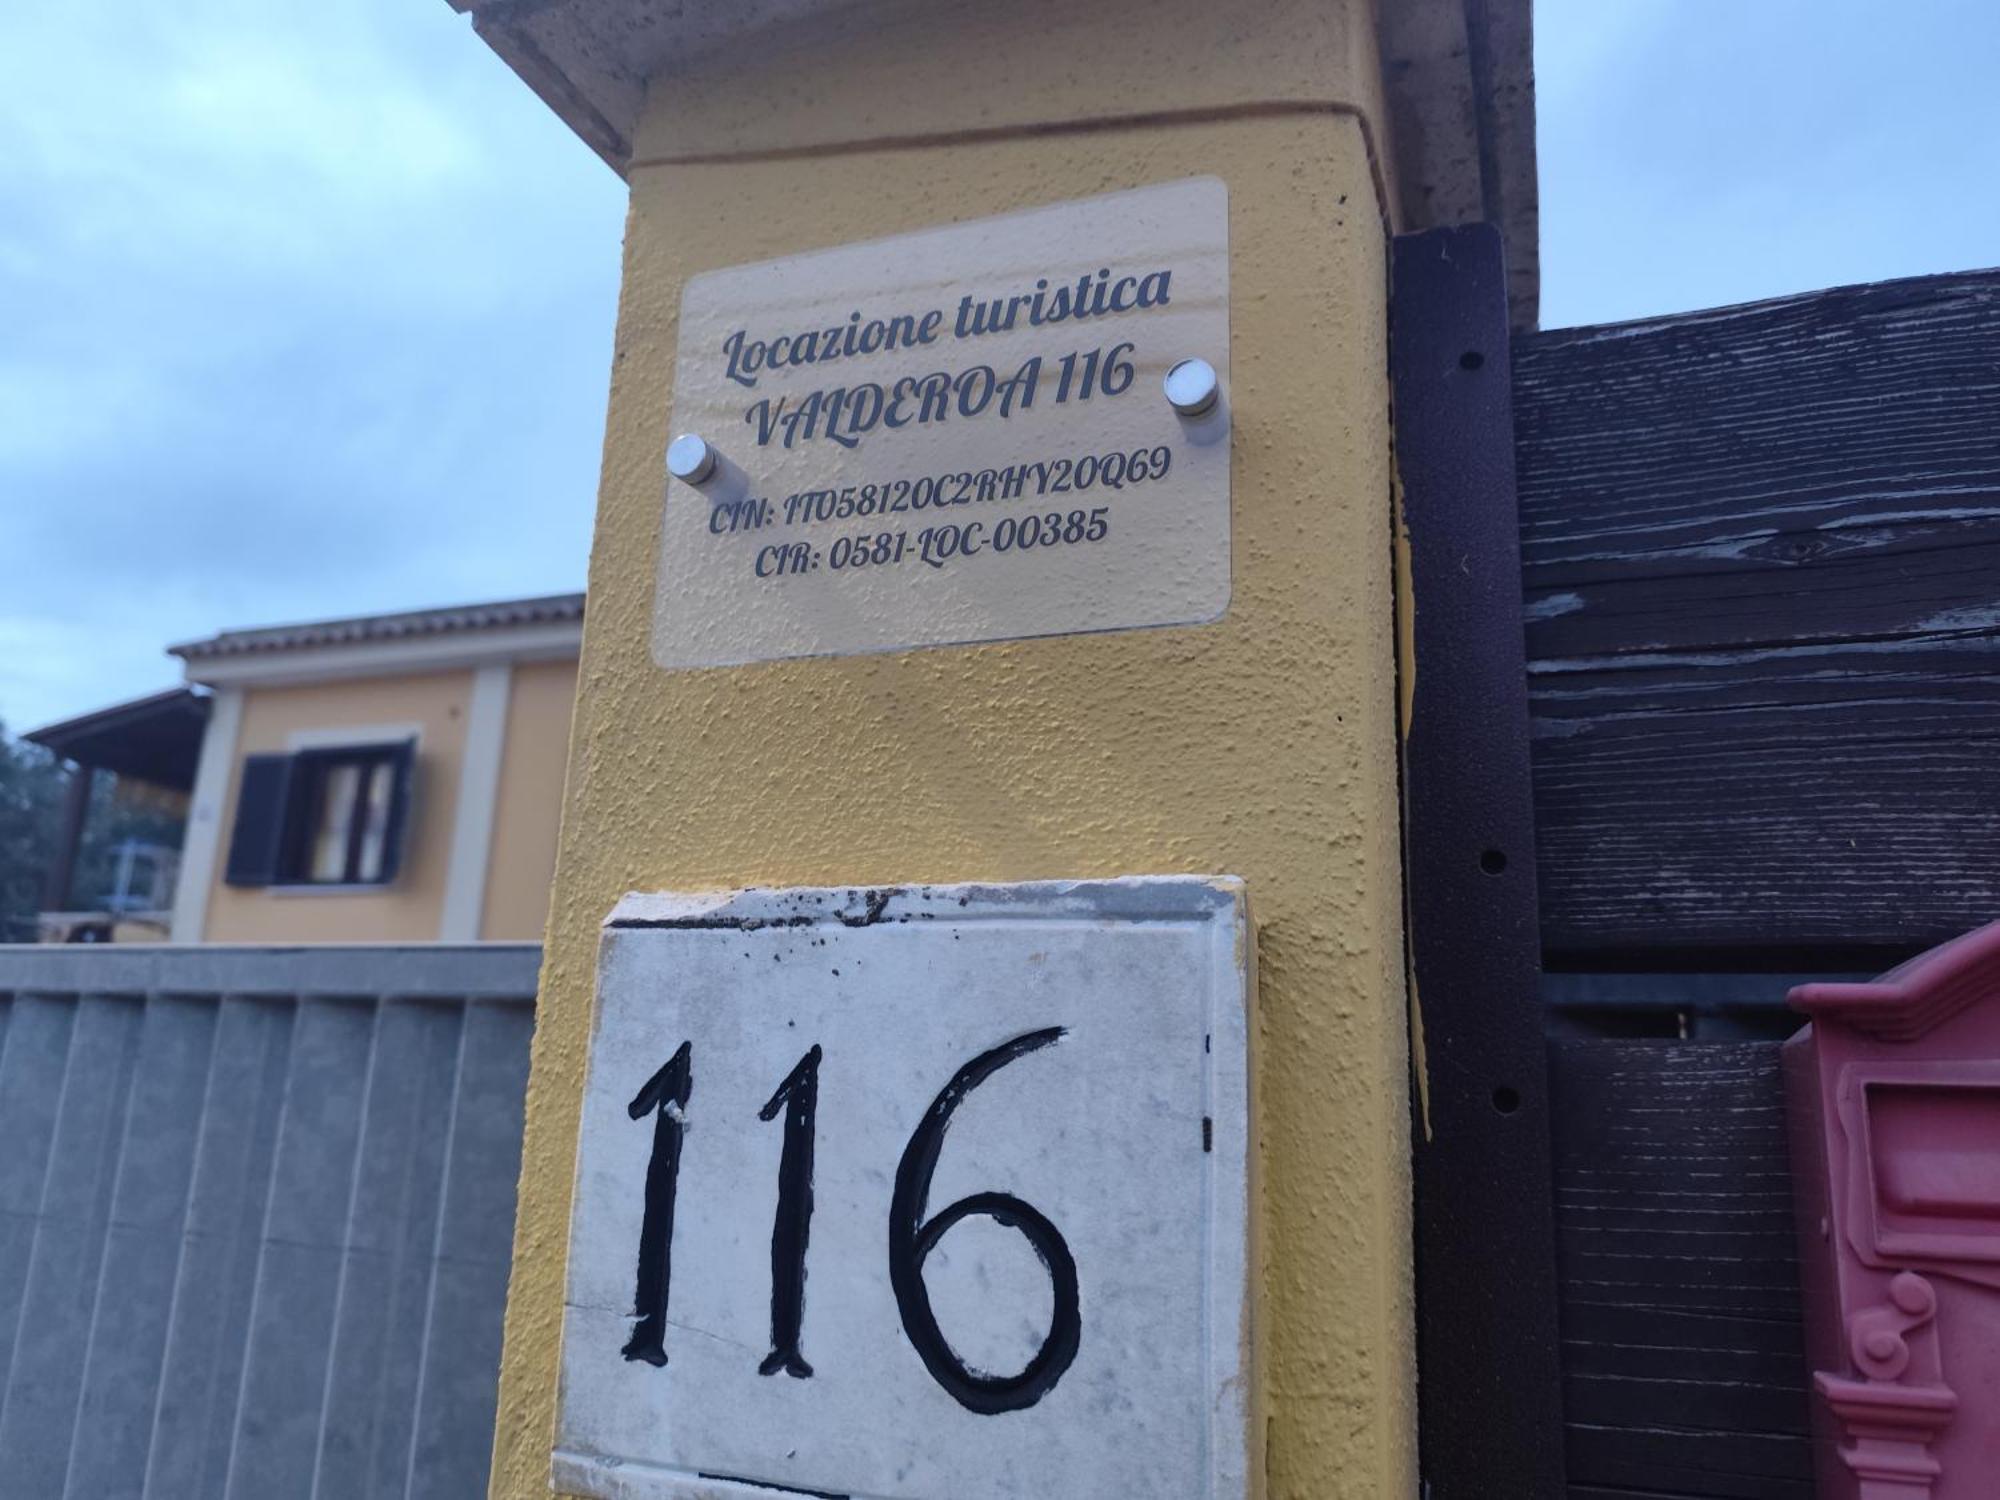 Locazione turistica
VALDEROA 116
CIN: IT058120C2RHY20Q69
CIR: 0581-LOC-00385
116